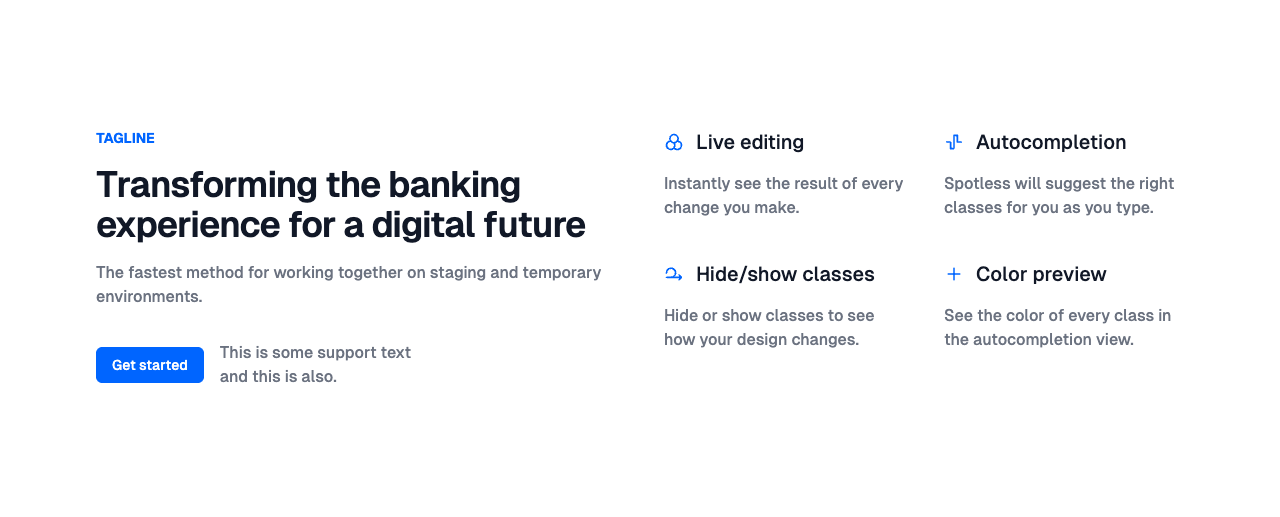 TAGLINE
Transforming the banking
experience for a digital future
The fastest method for working together on staging and temporary
environments.
Get started
This is some support text
and this is also.
Live editing
Instantly see the result of every
change you make.
Autocompletion
Spotless will suggest the right
classes for you as you type.
Hide/show classes
Hide or show classes to see
how your design changes.
Color preview
See the color of every class in
the autocompletion view.